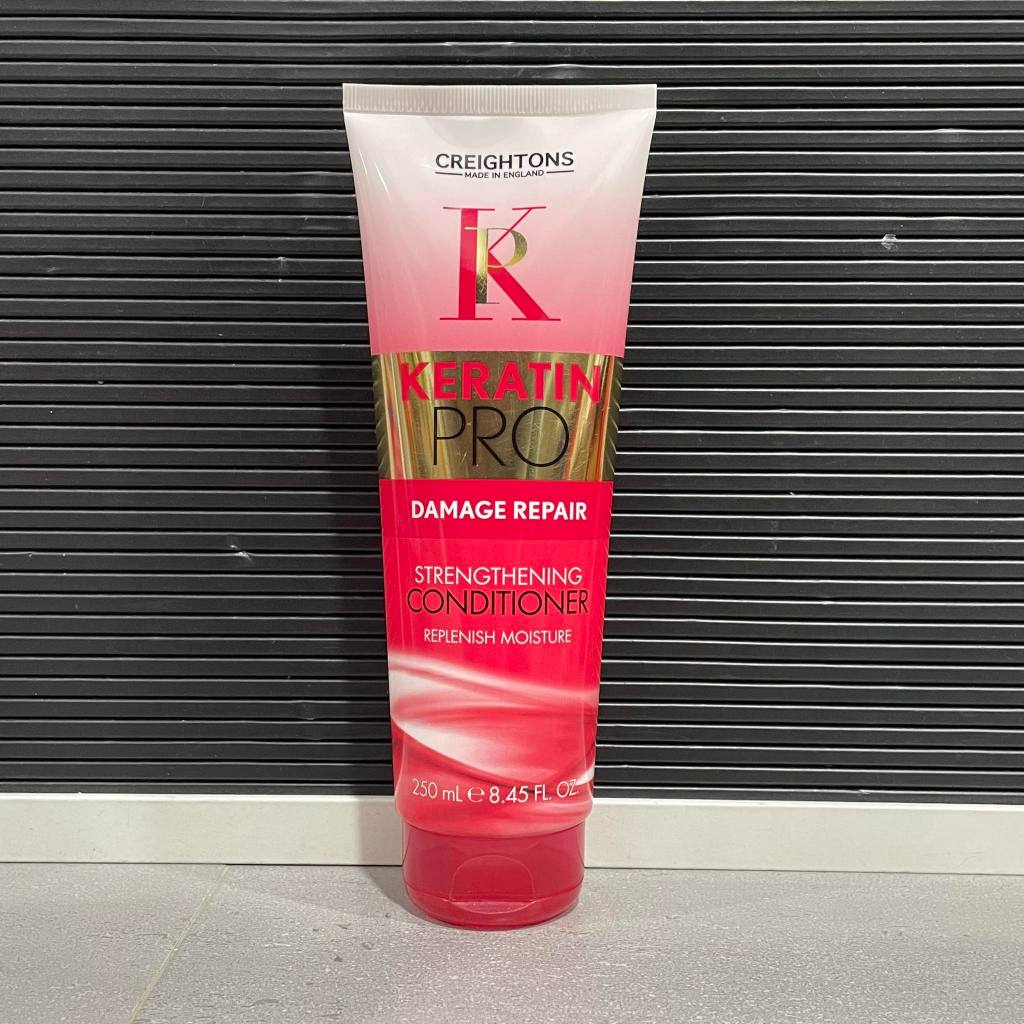 CREIGHTONS
MADE IN ENGLAND
KP
KERATIN
PRO
DAMAGE REPAIR
STRENGTHENING
CONDITIONER
REPLENISH MOISTURE
250 mL ℮ 8.45 FL. OZ.